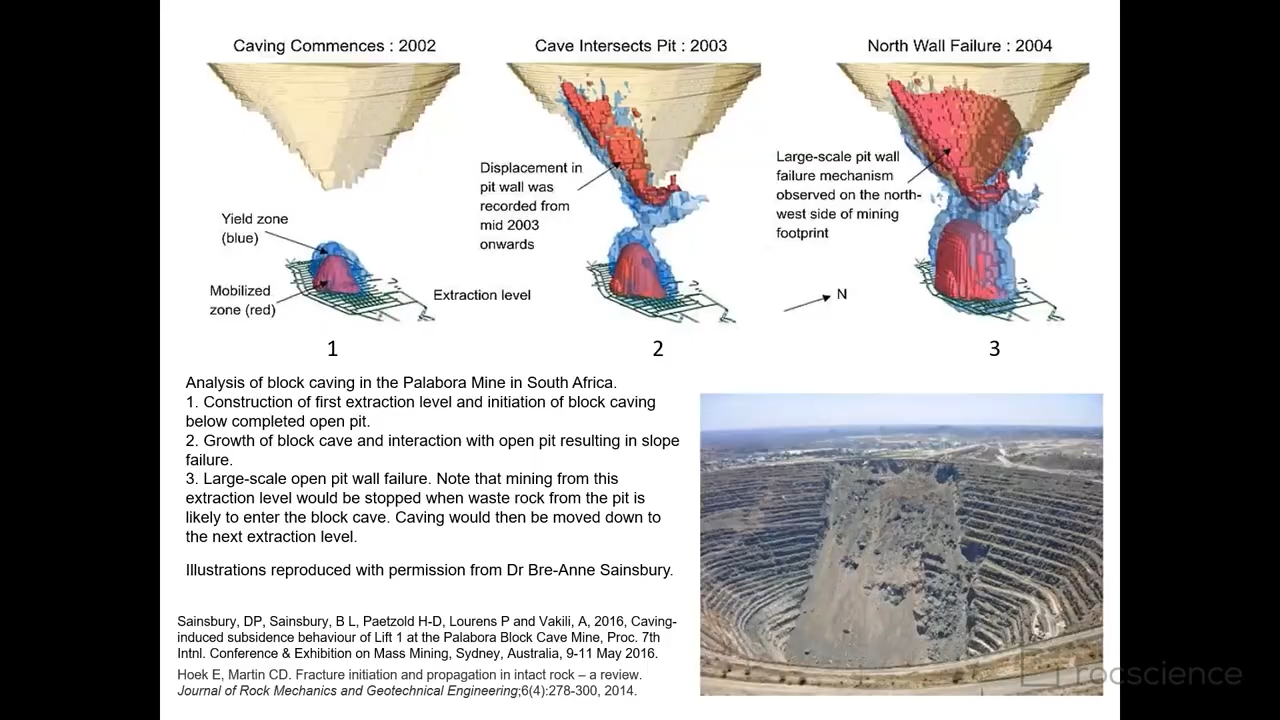 Caving Commences : 2002
Cave Intersects Pit : 2003
North Wall Failure : 2004
Yield zone
(blue)
Mobilized
zone (red)
Extraction level
Displacement in
pit wall was
recorded from
mid 2003
onwards
Large-scale pit wall
failure mechanism
observed on the north-
west side of mining
footprint
N
1
2
3
Analysis of block caving in the Palabora Mine in South Africa.
1. Construction of first extraction level and initiation of block caving
below completed open pit.
2. Growth of block cave and interaction with open pit resulting in slope
failure.
3. Large-scale open pit wall failure. Note that mining from this
extraction level would be stopped when waste rock from the pit is
likely to enter the block cave. Caving would then be moved down to
the next extraction level.
Illustrations reproduced with permission from Dr Bre-Anne Sainsbury.
Sainsbury, DP, Sainsbury, B L, Paetzold H-D, Lourens P and Vakili, A, 2016, Caving-
induced subsidence behaviour of Lift 1 at the Palabora Block Cave Mine, Proc. 7th
Intnl. Conference & Exhibition on Mass Mining, Sydney, Australia, 9-11 May 2016.
Hoek E, Martin CD. Fracture initiation and propagation in intact rock – a review.
Journal of Rock Mechanics and Geotechnical Engineering;6(4):278-300, 2014.
rocscience